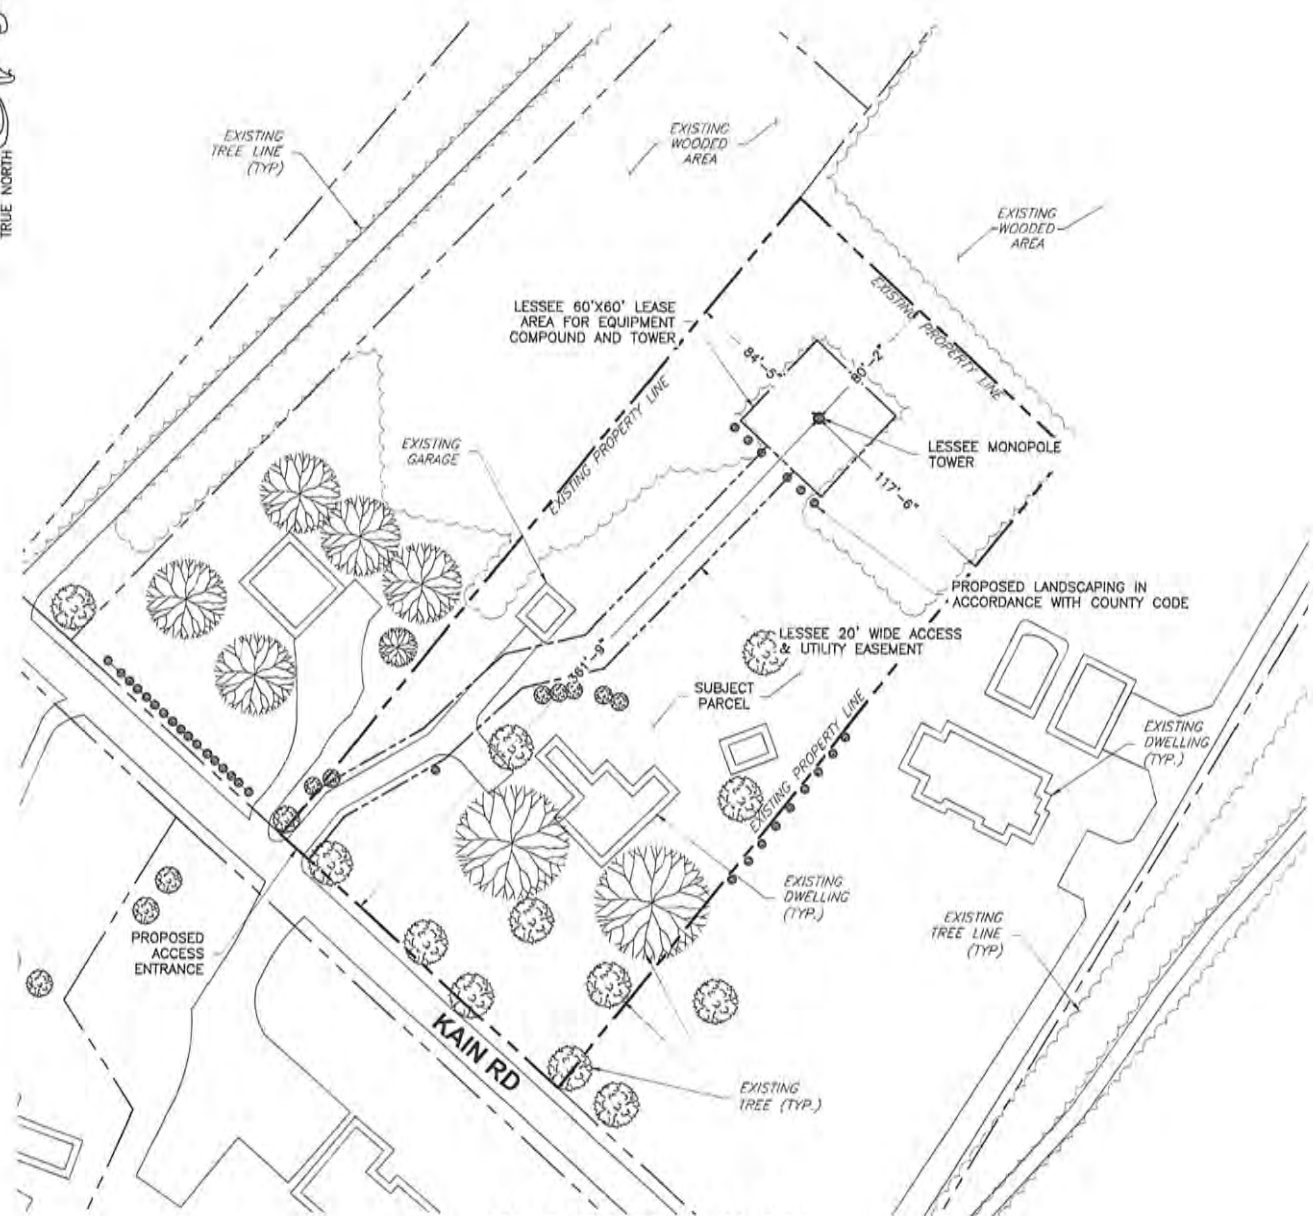 TRUE NORTH
EXISTING
TREE LINE
(TYP)
EXISTING
WOODED
AREA
EXISTING
WOODED
AREA
LESSEE 60'X60' LEASE
AREA FOR EQUIPMENT
COMPOUND AND TOWER
EXISTING PROPERTY LINE
84'-5"
80'-2"
EXISTING PROPERTY LINE
EXISTING
GARAGE
LESSEE MONOPOLE
TOWER
117'-6"
PROPOSED LANDSCAPING IN
ACCORDANCE WITH COUNTY CODE
LESSEE 20' WIDE ACCESS
& UTILITY EASEMENT
361'-9"
SUBJECT
PARCEL
EXISTING PROPERTY LINE
EXISTING
DWELLING
(TYP.)
EXISTING
DWELLING
(TYP.)
EXISTING
TREE LINE
(TYP)
PROPOSED
ACCESS
ENTRANCE
KAIN RD
EXISTING
TREE (TYP.)